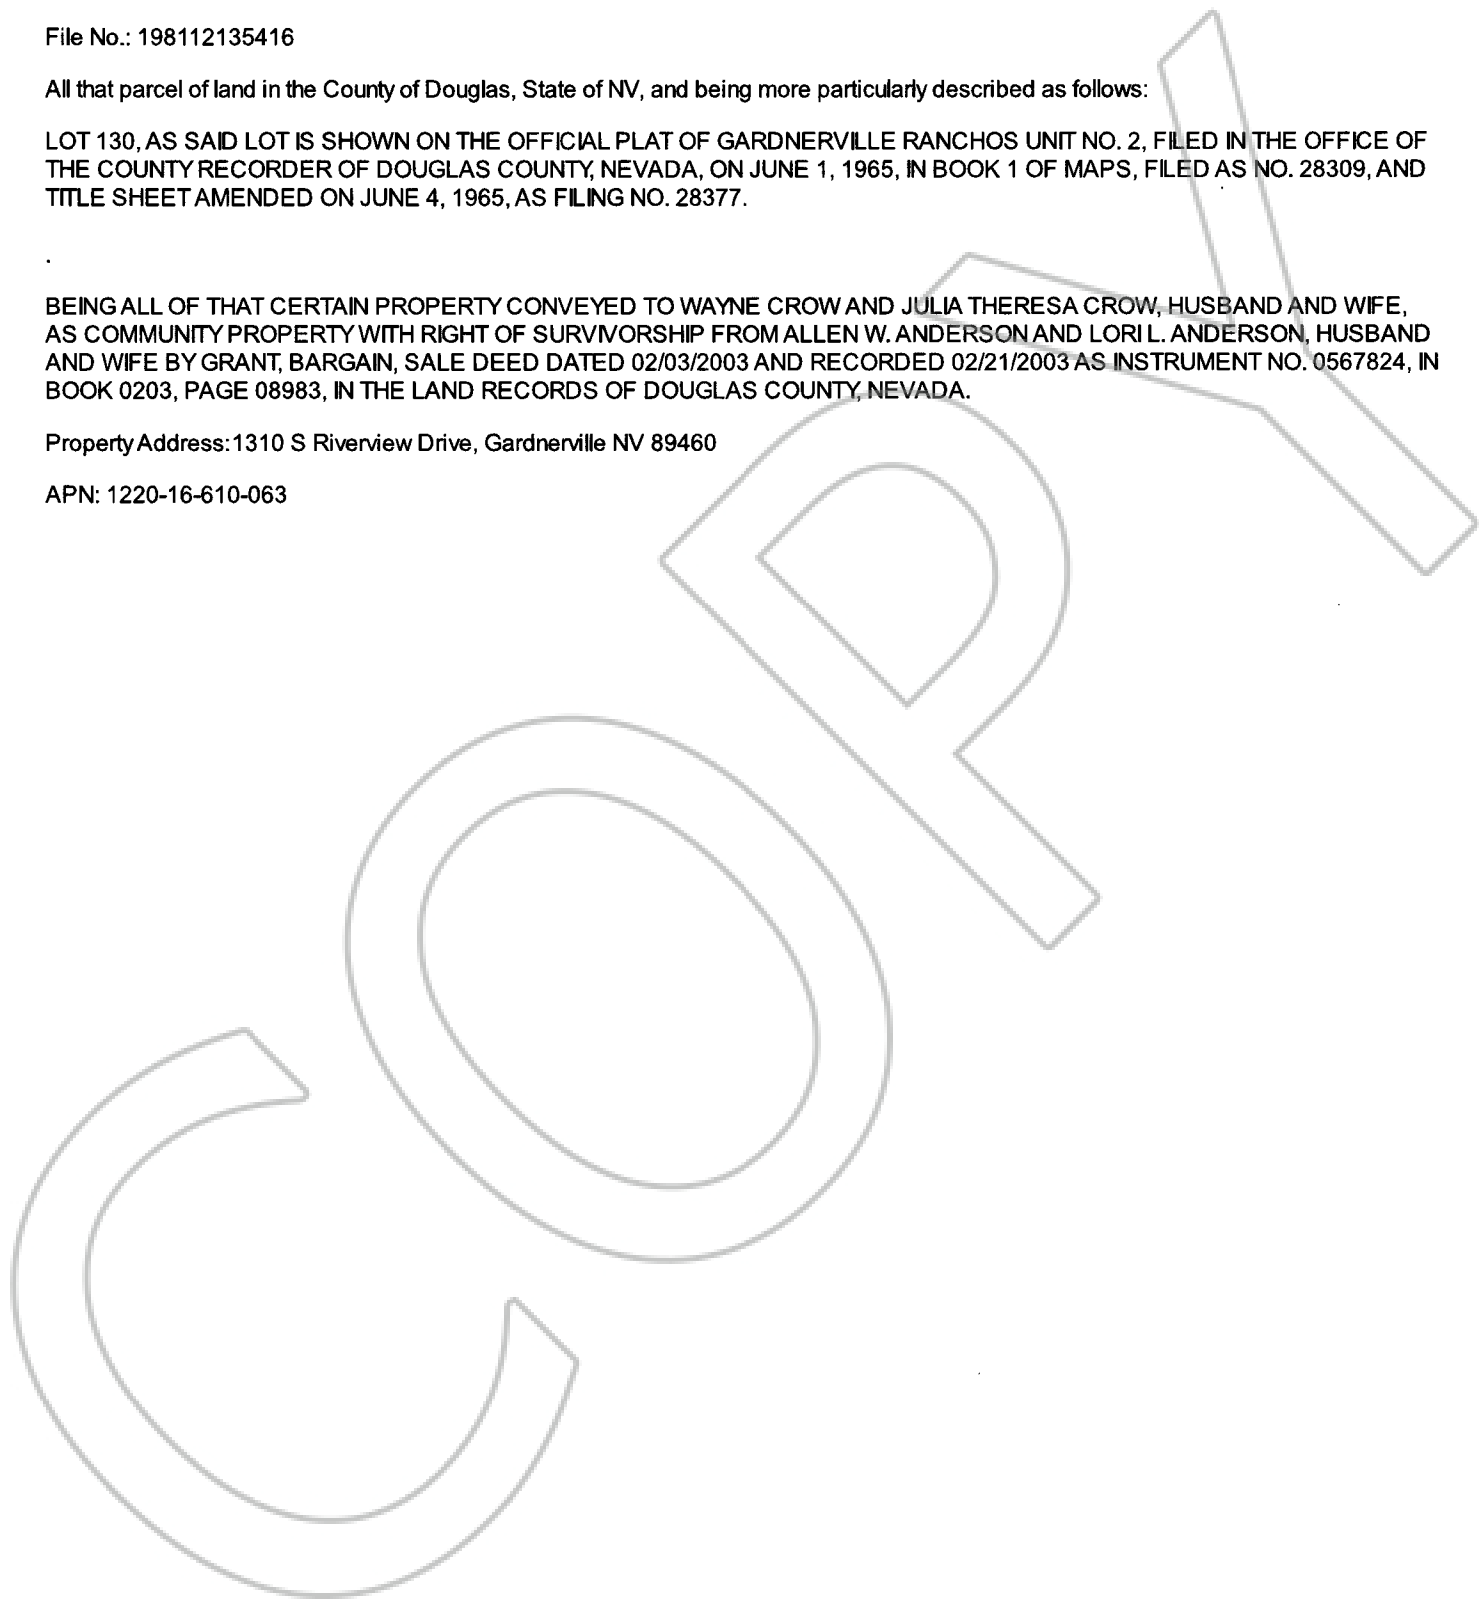 File No.: 198112135416
All that parcel of land in the County of Douglas, State of NV, and being more particularly described as follows:
LOT 130, AS SAID LOT IS SHOWN ON THE OFFICIAL PLAT OF GARDNERVILLE RANCHOS UNIT NO. 2, FILED IN THE OFFICE OF
THE COUNTY RECORDER OF DOUGLAS COUNTY, NEVADA, ON JUNE 1, 1965, IN BOOK 1 OF MAPS, FILED AS NO. 28309, AND
TITLE SHEET AMENDED ON JUNE 4, 1965, AS FILING NO. 28377.
.
BEING ALL OF THAT CERTAIN PROPERTY CONVEYED TO WAYNE CROW AND JULIA THERESA CROW, HUSBAND AND WIFE,
AS COMMUNITY PROPERTY WITH RIGHT OF SURVIVORSHIP FROM ALLEN W. ANDERSON AND LORI L. ANDERSON, HUSBAND
AND WIFE BY GRANT, BARGAIN, SALE DEED DATED 02/03/2003 AND RECORDED 02/21/2003 AS INSTRUMENT NO. 0567824, IN
BOOK 0203, PAGE 08983, IN THE LAND RECORDS OF DOUGLAS COUNTY, NEVADA.
Property Address: 1310 S Riverview Drive, Gardnerville NV 89460
APN: 1220-16-610-063
COPY